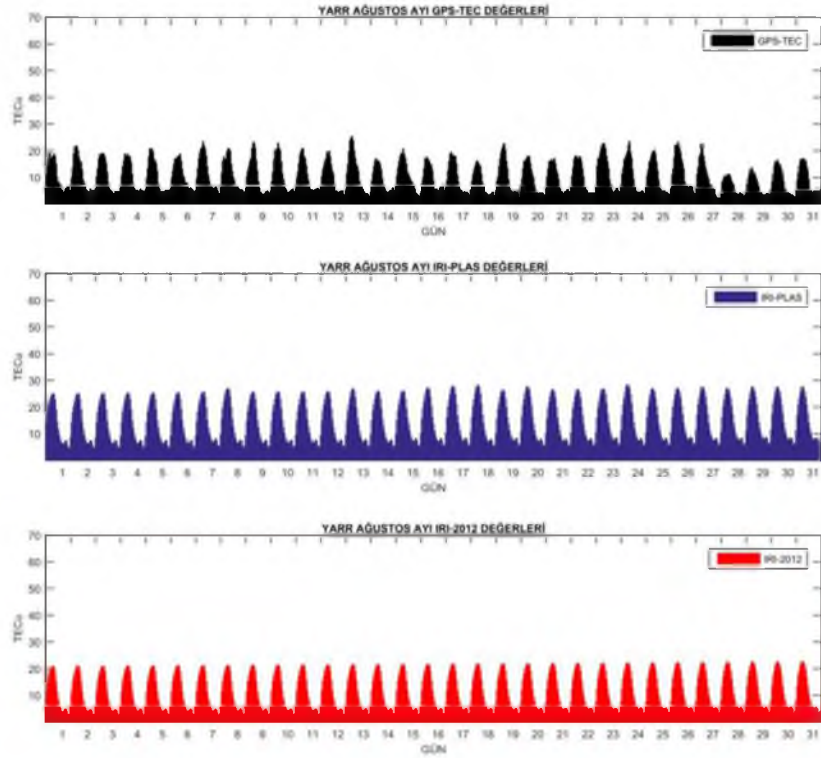 YARR AĞUSTOS AYI GPS-TEC DEĞERLERİ
70
60
50
40
30
20
10
TECu
GPS-TEC
1 2 3 4 5 6 7 8 9 10 11 12 13 14 15 16 17 18 19 20 21 22 23 24 25 26 27 28 29 30 31
GÜN
YARR AĞUSTOS AYI IRI-PLAS DEĞERLERİ
70
60
50
40
30
20
10
TECu
IRI-PLAS
1 2 3 4 5 6 7 8 9 10 11 12 13 14 15 16 17 18 19 20 21 22 23 24 25 26 27 28 29 30 31
GÜN
YARR AĞUSTOS AYI IRI-2012 DEĞERLERİ
70
60
50
40
30
20
10
TECu
IRI-2012
1 2 3 4 5 6 7 8 9 10 11 12 13 14 15 16 17 18 19 20 21 22 23 24 25 26 27 28 29 30 31
GÜN